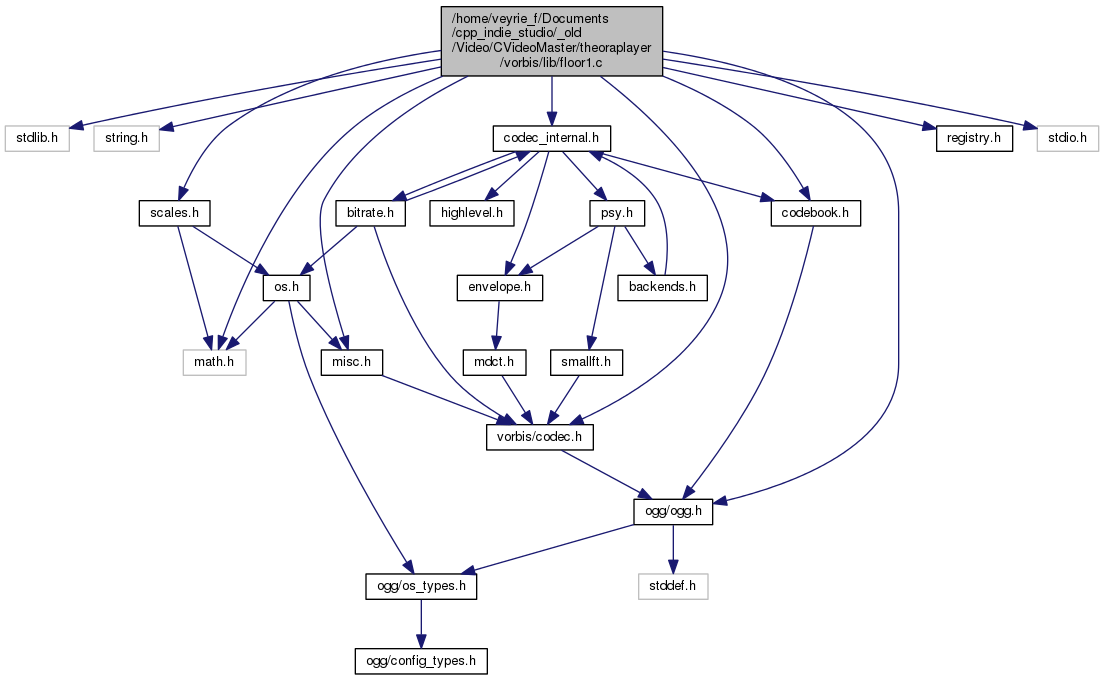 /home/veyrie_f/Documents
/cpp_indie_studio/_old
/Video/CVideoMaster/theoraplayer
/vorbis/lib/floor1.c
stdlib.h
string.h
codec_internal.h
registry.h
stdio.h
scales.h
bitrate.h
highlevel.h
psy.h
codebook.h
os.h
envelope.h
backends.h
math.h
misc.h
mdct.h
smallft.h
vorbis/codec.h
ogg/ogg.h
ogg/os_types.h
stddef.h
ogg/config_types.h